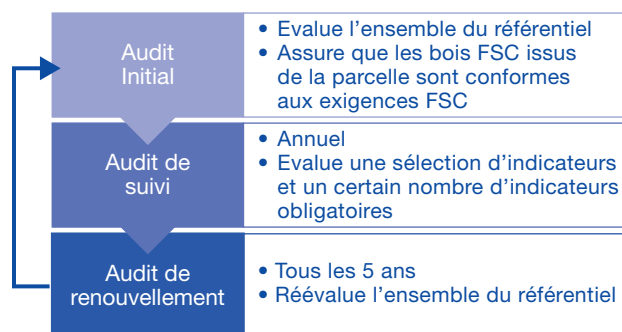 Audit
Initial
• Evalue l'ensemble du référentiel
• Assure que les bois FSC issus
de la parcelle sont conformes
aux exigences FSC
Audit de
suivi
• Annuel
• Evalue une sélection d'indicateurs
et un certain nombre d'indicateurs
obligatoires
Audit de
renouvellement
• Tous les 5 ans
• Réévalue l'ensemble du référentiel